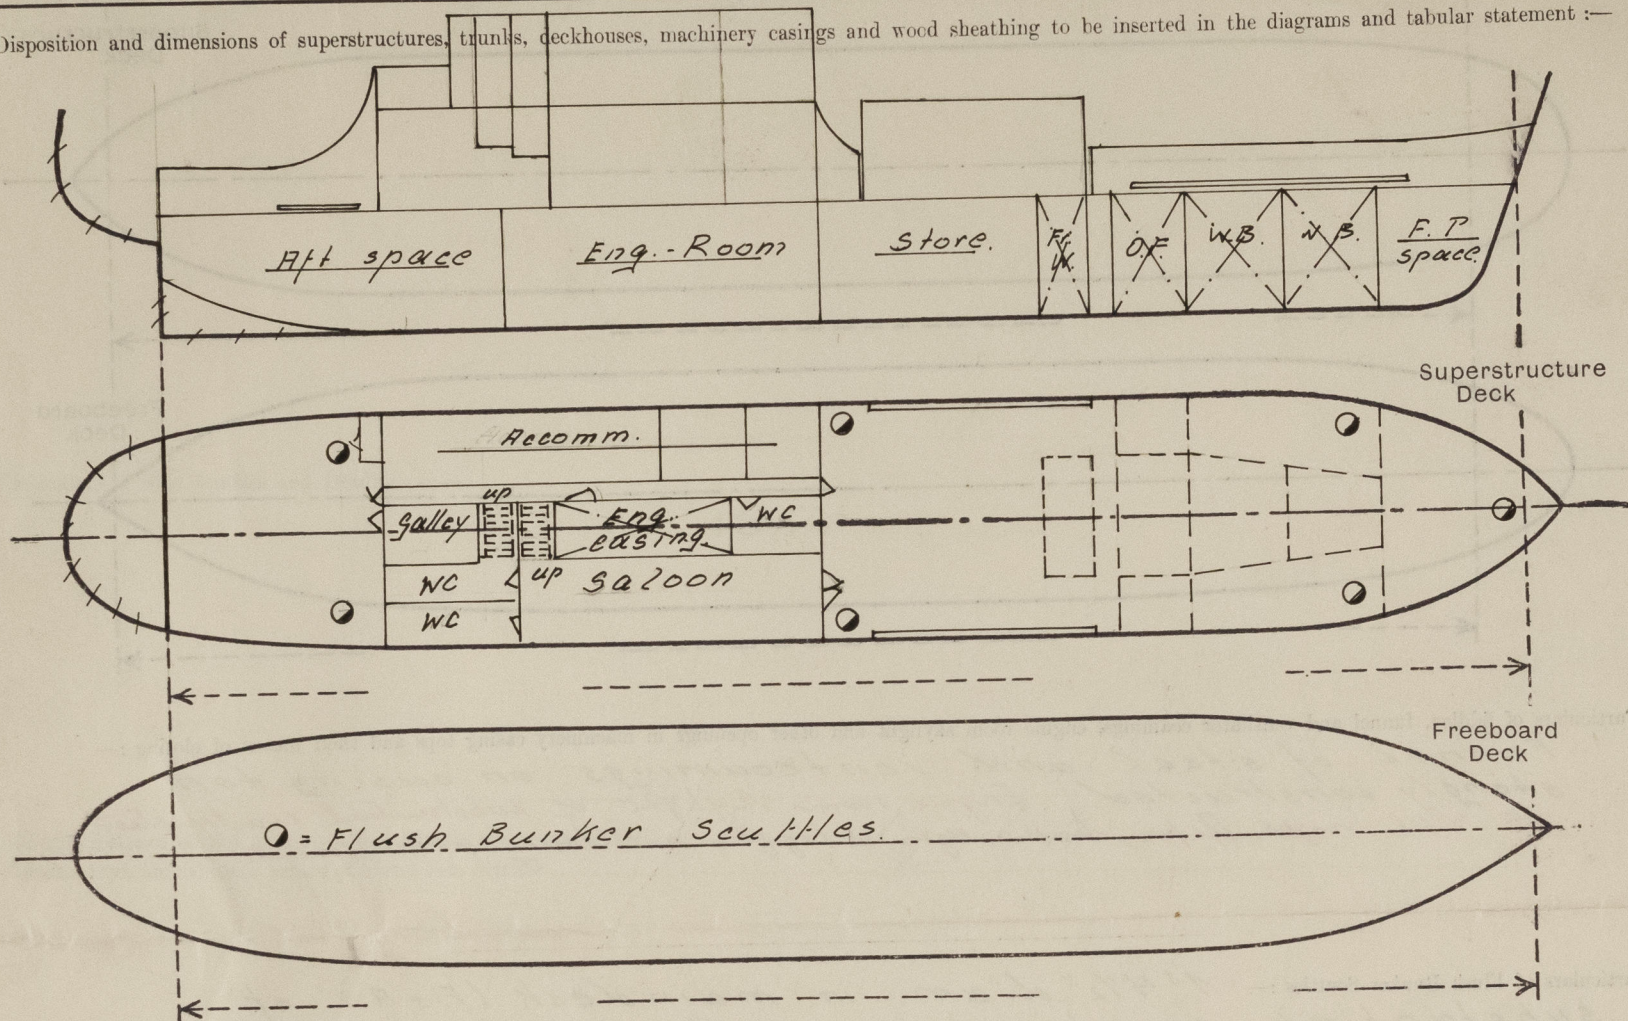 Disposition and dimensions of superstructures, trunks, deckhouses, machinery casings and wood sheathing to be inserted in the diagrams and tabular statement :—
Aft space
Eng.-Room
Store.
F.W.
O.F.
W.B.
W.B.
F. P
space.
Superstructure
Deck
Accomm.
up
Galley
Eng.
casing
WC
up
Saloon
WC
WC
Freeboard
Deck
= Flush Bunker Scuttles.